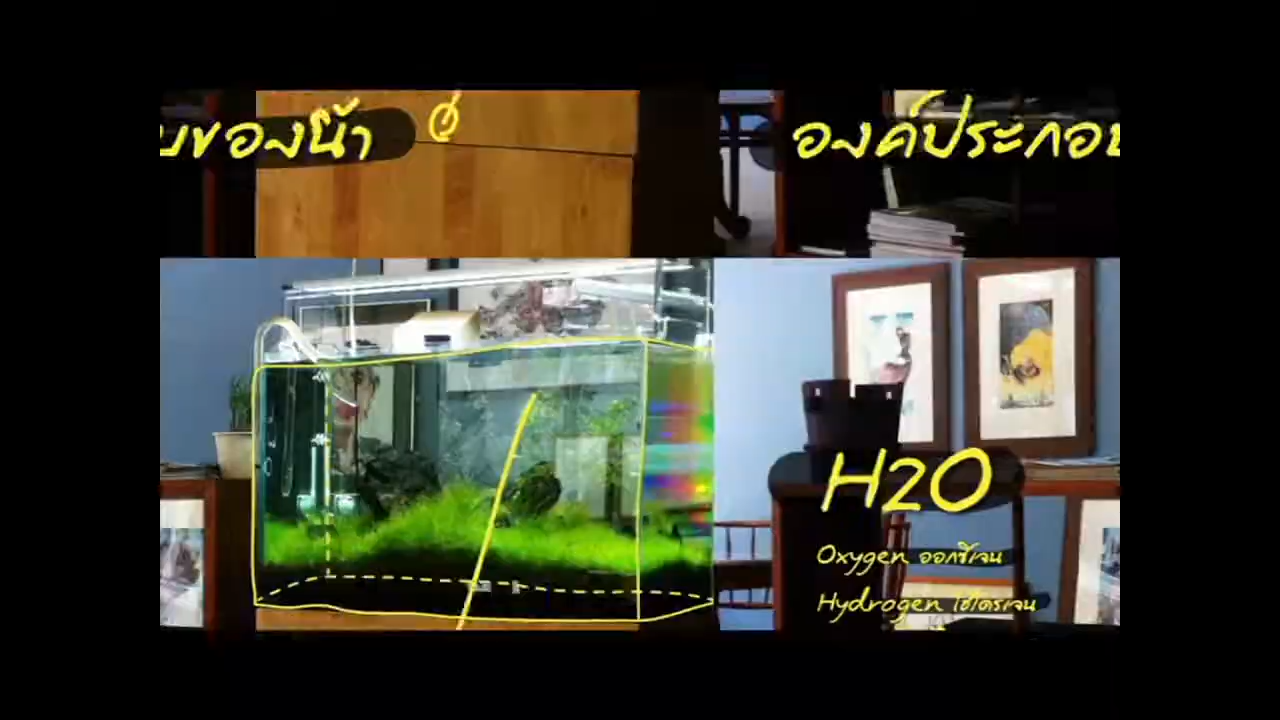 บของน้ำ
องค์ประกอบ
H2O
Oxygen ออกซิเจน
Hydrogen ไฮโดรเจน